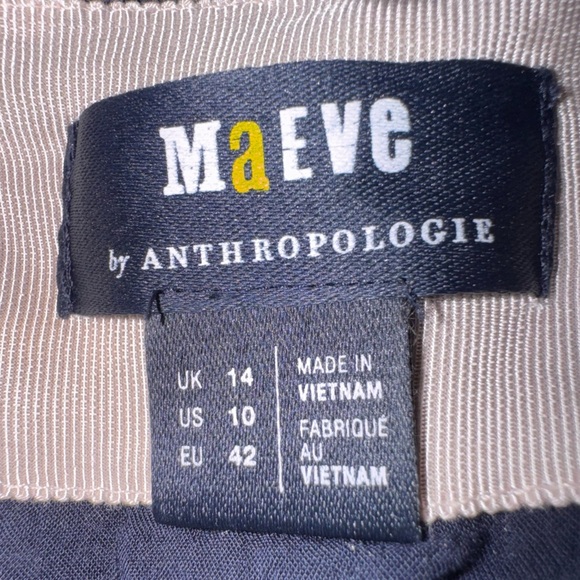 MaEVe
by ANTHROPOLOGIE
UK 14
US 10
EU 42
MADE IN
VIETNAM
FABRIQUÉ
AU
VIETNAM